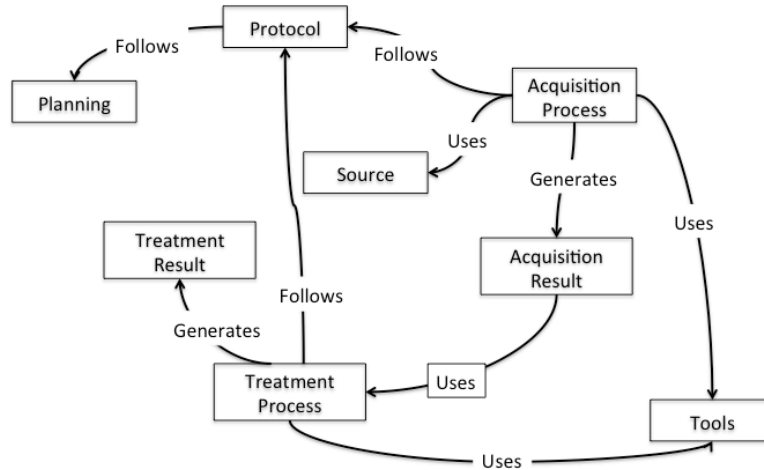 Protocol
Follows
Follows
Planning
Acquisition
Process
Uses
Source
Generates
Uses
Treatment
Result
Acquisition
Result
Follows
Generates
Treatment
Process
Uses
Tools
Uses